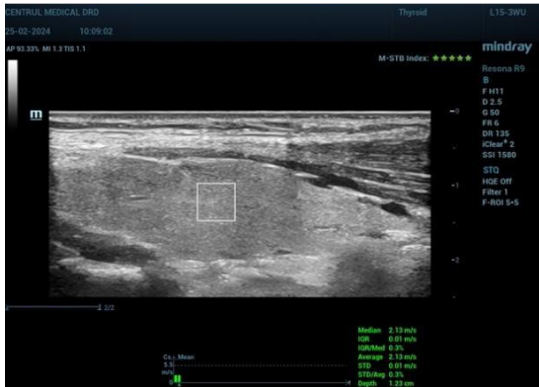 CENTRUL MEDICAL DRD Thyroid L15-3WU
25-02-2024 10:09:02
AP 93.33% MI 1.3 TIS 1.1
M-STB Index: ★★★★★
mindray
Resona R9
B
F H11
D 2.5
G 50
FR 6
DR 135
iClear+ 2
SSI 1580
STQ
HQE Off
Filter 1
F-ROI 5*5
m
0
-1
-2
2/2
Median 2.13 m/s
IQR 0.01 m/s
IQR/Med 0.3%
Average 2.13 m/s
STD 0.01 m/s
STD/Avg 0.3%
Depth 1.23 cm
Mean
5.5
m/s
0